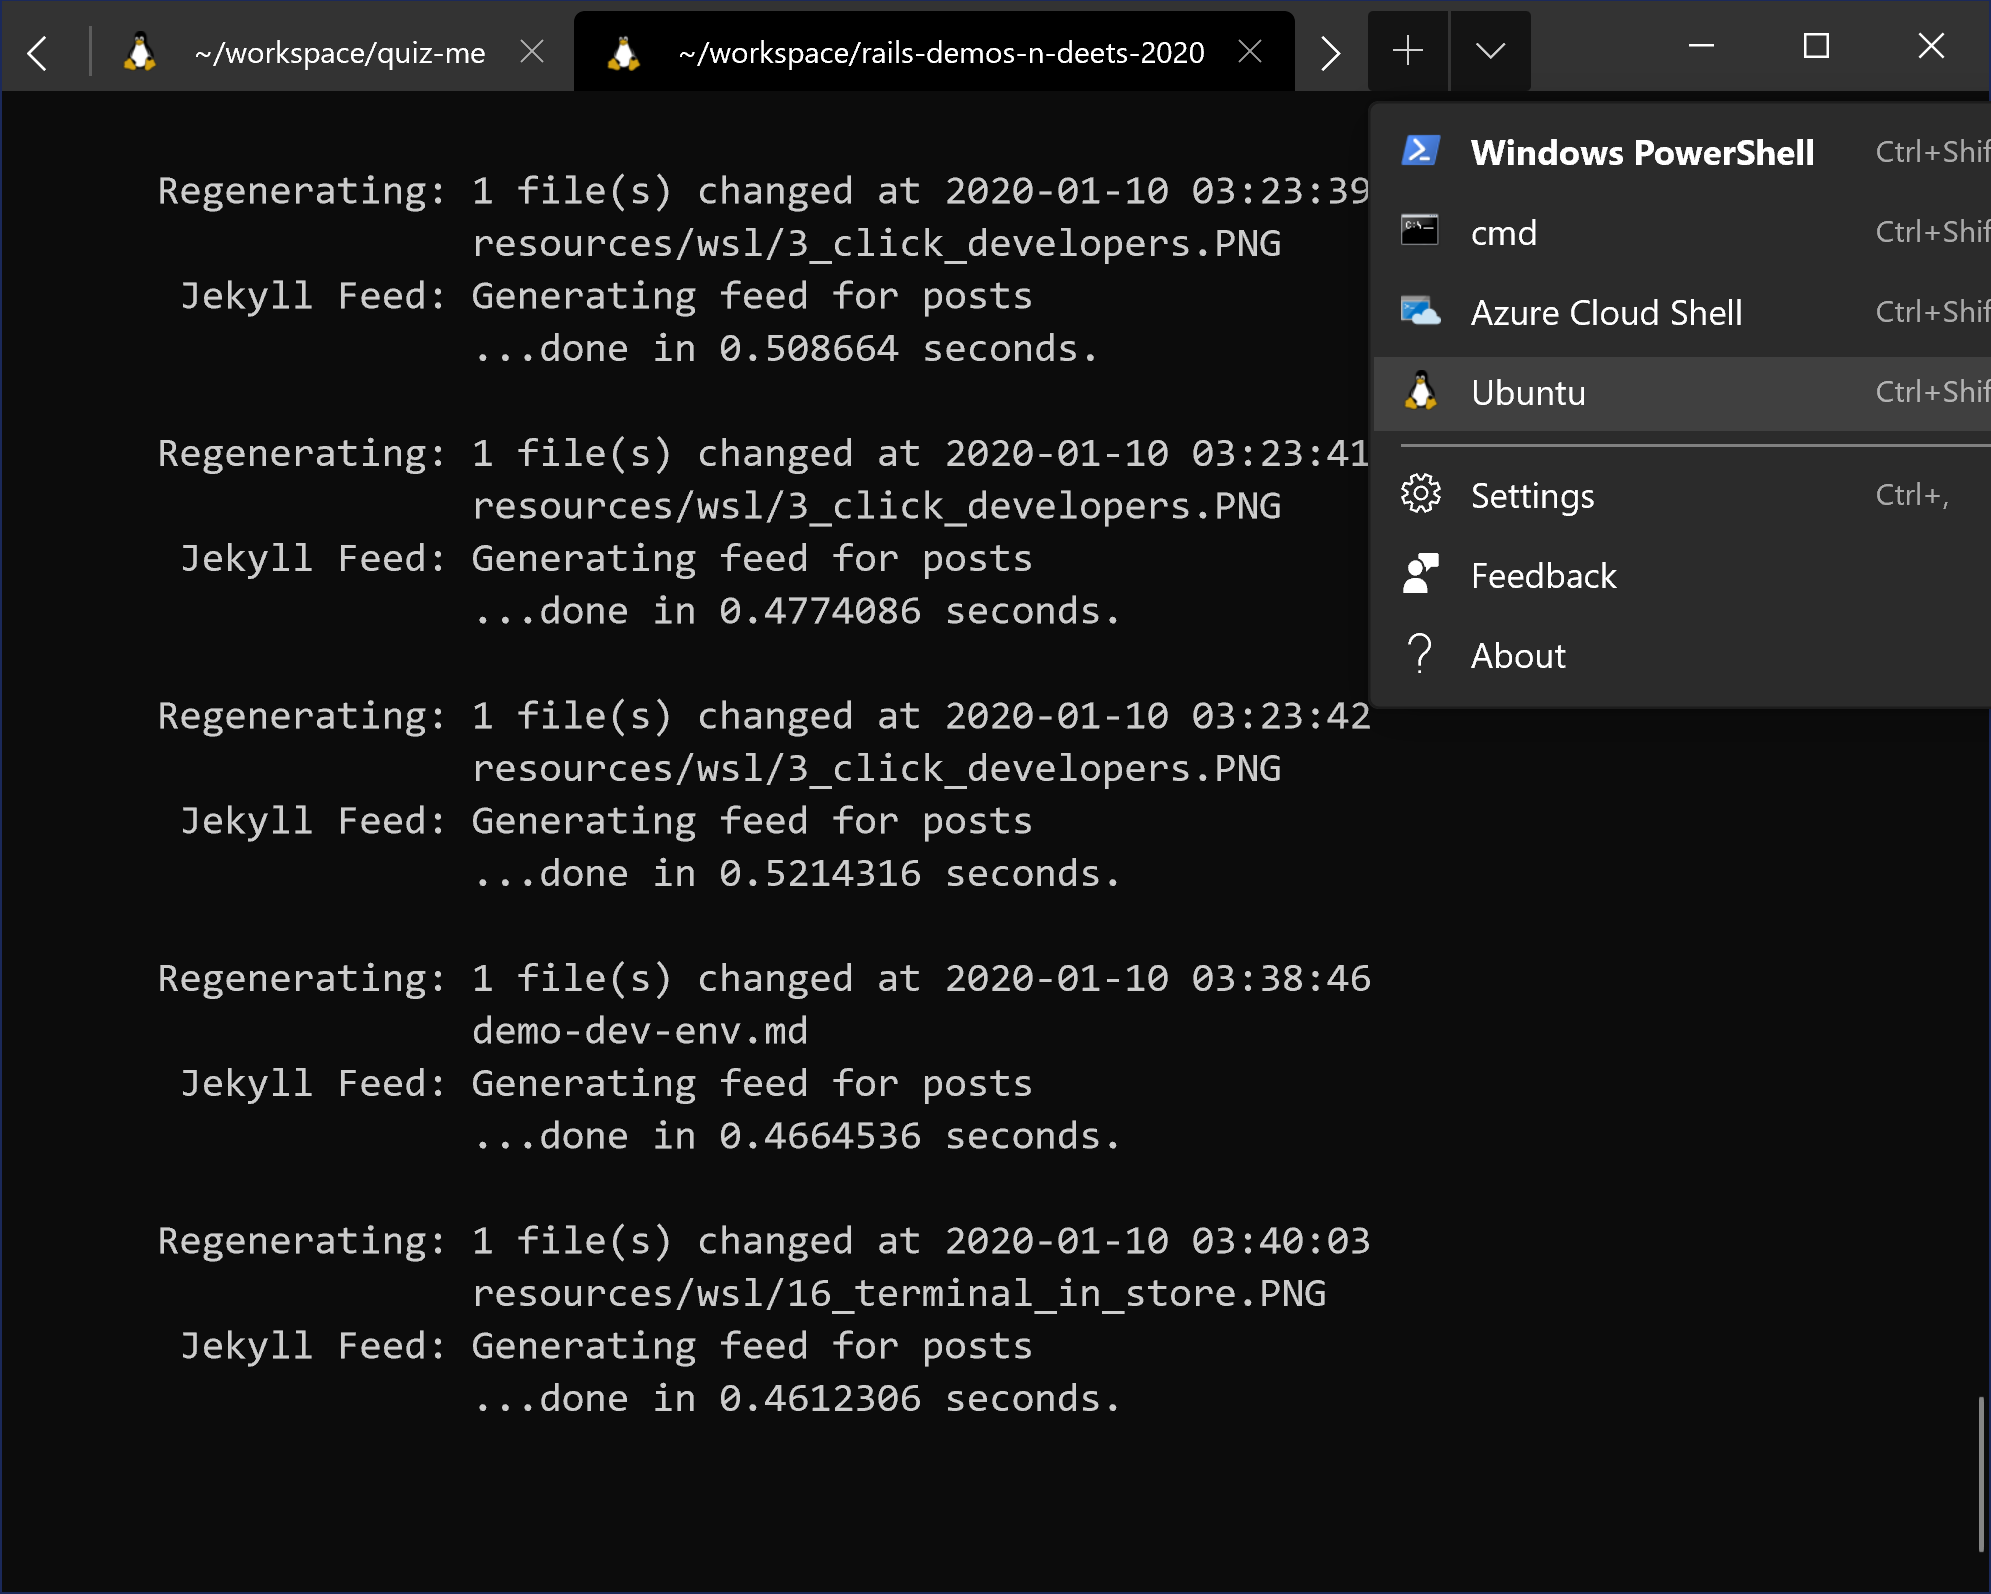 ~/workspace/quiz-me
~/workspace/rails-demos-n-deets-2020
Regenerating: 1 file(s) changed at 2020-01-10 03:23:39
resources/wsl/3_click_developers.PNG
Jekyll Feed: Generating feed for posts
...done in 0.508664 seconds.
Regenerating: 1 file(s) changed at 2020-01-10 03:23:41
resources/wsl/3_click_developers.PNG
Jekyll Feed: Generating feed for posts
...done in 0.4774086 seconds.
Regenerating: 1 file(s) changed at 2020-01-10 03:23:42
resources/wsl/3_click_developers.PNG
Jekyll Feed: Generating feed for posts
...done in 0.5214316 seconds.
Regenerating: 1 file(s) changed at 2020-01-10 03:38:46
demo-dev-env.md
Jekyll Feed: Generating feed for posts
...done in 0.4664536 seconds.
Regenerating: 1 file(s) changed at 2020-01-10 03:40:03
resources/wsl/16_terminal_in_store.PNG
Jekyll Feed: Generating feed for posts
...done in 0.4612306 seconds.
Windows PowerShell Ctrl+Shif
cmd Ctrl+Shif
Azure Cloud Shell Ctrl+Shif
Ubuntu Ctrl+Shif
Settings Ctrl+,
Feedback
About